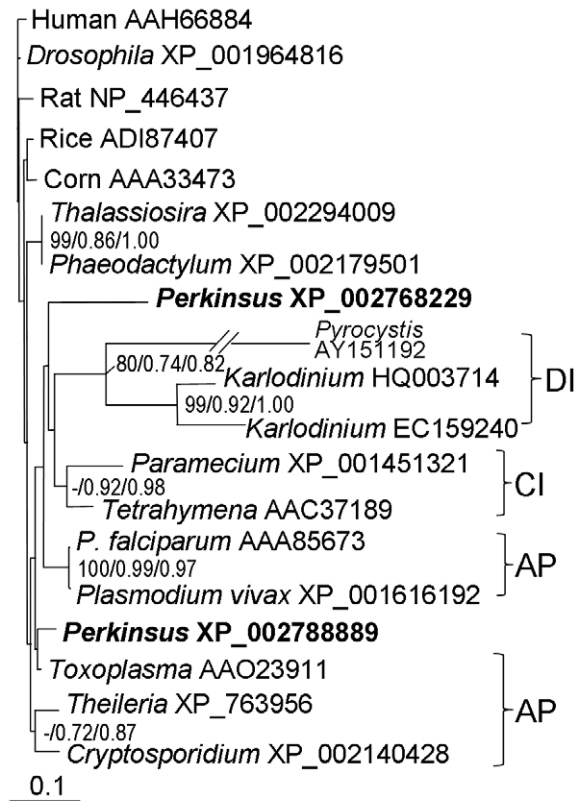 Human AAH66884
Drosophila XP_001964816
Rat NP_446437
Rice ADI87407
Corn AAA33473
Thalassiosira XP_002294009
99/0.86/1.00
Phaeodactylum XP_002179501
Perkinsus XP_002768229
Pyrocystis
AY151192
80/0.74/0.82
Karlodinium HQ003714
99/0.92/1.00
Karlodinium EC159240
DI
Paramecium XP_001451321
-/0.92/0.98
Tetrahymena AAC37189
CI
P. falciparum AAA85673
100/0.99/0.97
Plasmodium vivax XP_001616192
AP
Perkinsus XP_002788889
Toxoplasma AAO23911
Theileria XP_763956
-/0.72/0.87
Cryptosporidium XP_002140428
AP
0.1